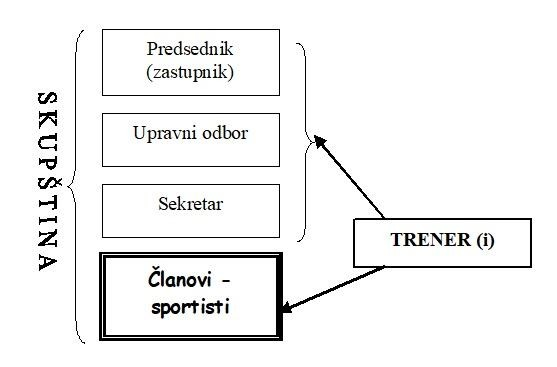 SKUPŠTINA
Predsednik
(zastupnik)
Upravni odbor
Sekretar
Članovi -
sportisti
TRENER (i)